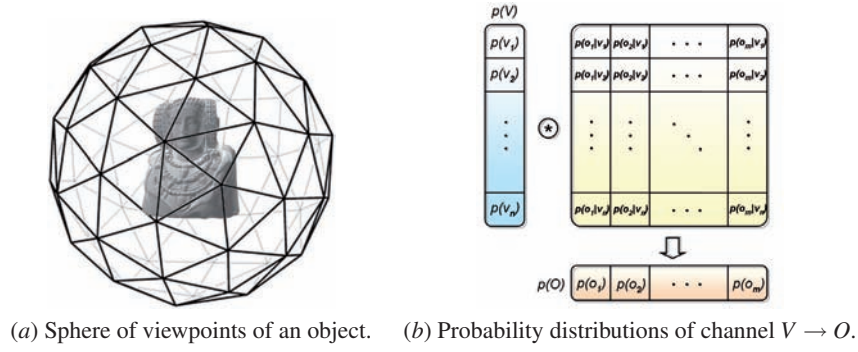 p(V)
p(v₁) p(o₁|v₁) p(o₂|v₁) · · · p(oₘ|v₁)
p(v₂) p(o₁|v₂) p(o₂|v₂) · · · p(oₘ|v₂)
p(vₙ) p(o₁|vₙ) p(o₂|vₙ) · · · p(oₘ|vₙ)
p(O) p(o₁) p(o₂) · · · p(oₘ)
(a) Sphere of viewpoints of an object. (b) Probability distributions of channel V → O.